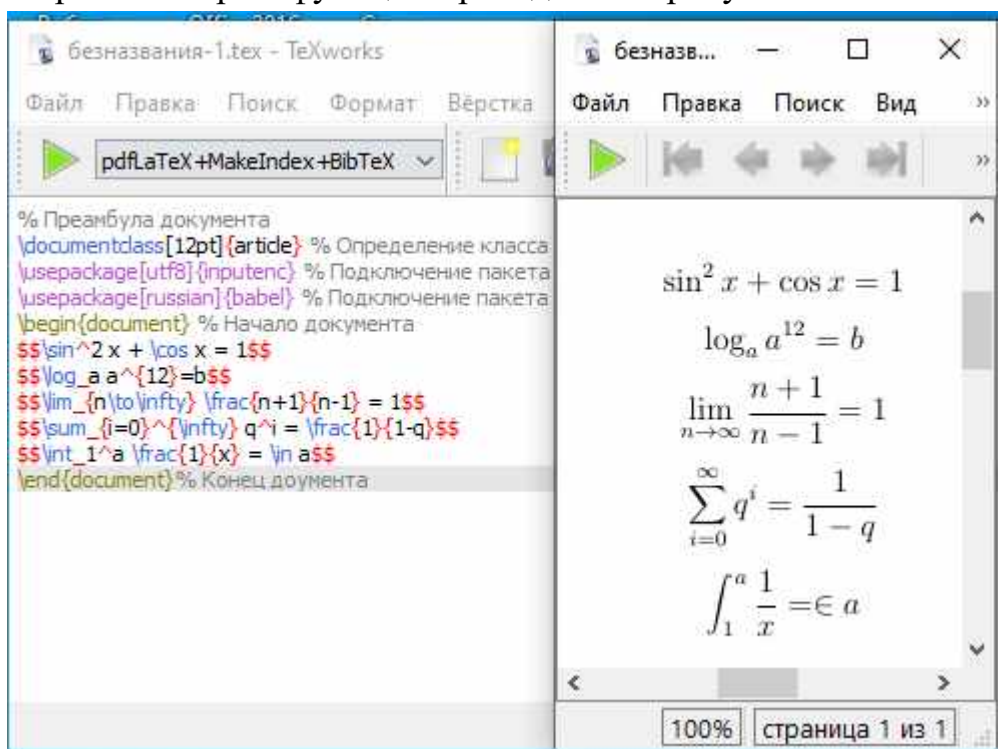 безназвания-1.tex - TeXworks
Файл Правка Поиск Формат Вёрстка
pdfLaTeX+MakeIndex+BibTeX
% Преамбула документа
\documentclass[12pt]{article} % Определение класса
\usepackage[utf8]{inputenc} % Подключение пакета
\usepackage[russian]{babel} % Подключение пакета
\begin{document} % Начало документа
$$\sin^2 x + \cos x = 1$$
$$\log_a a^{12}=b$$
$$\lim_{n\to\infty} \frac{n+1}{n-1} = 1$$
$$\sum_{i=0}^{\infty} q^i = \frac{1}{1-q}$$
$$\int_1^a \frac{1}{x} = \in a$$
\end{document}% Конец доумента
безназв...
Файл Правка Поиск Вид »
»
sin² x + cos x = 1
logₐ a¹² = b
lim n→∞ n + 1 / n − 1 = 1
∞ ∑ i=0 qⁱ = 1 / 1 − q
∫₁ᵃ 1 / x =∈ a
100% страница 1 из 1